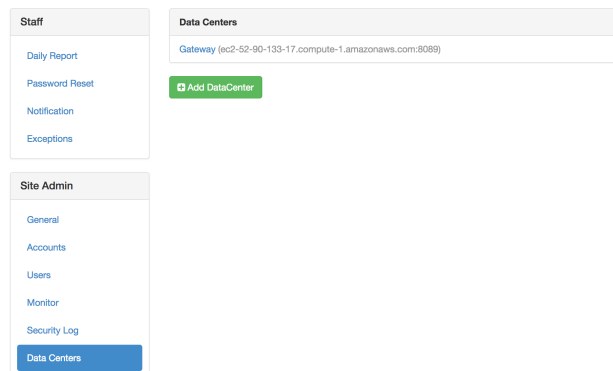 Staff
Daily Report
Password Reset
Notification
Exceptions
Site Admin
General
Accounts
Users
Monitor
Security Log
Data Centers
Data Centers
Gateway (ec2-52-90-133-17.compute-1.amazonaws.com:8089)
Add DataCenter